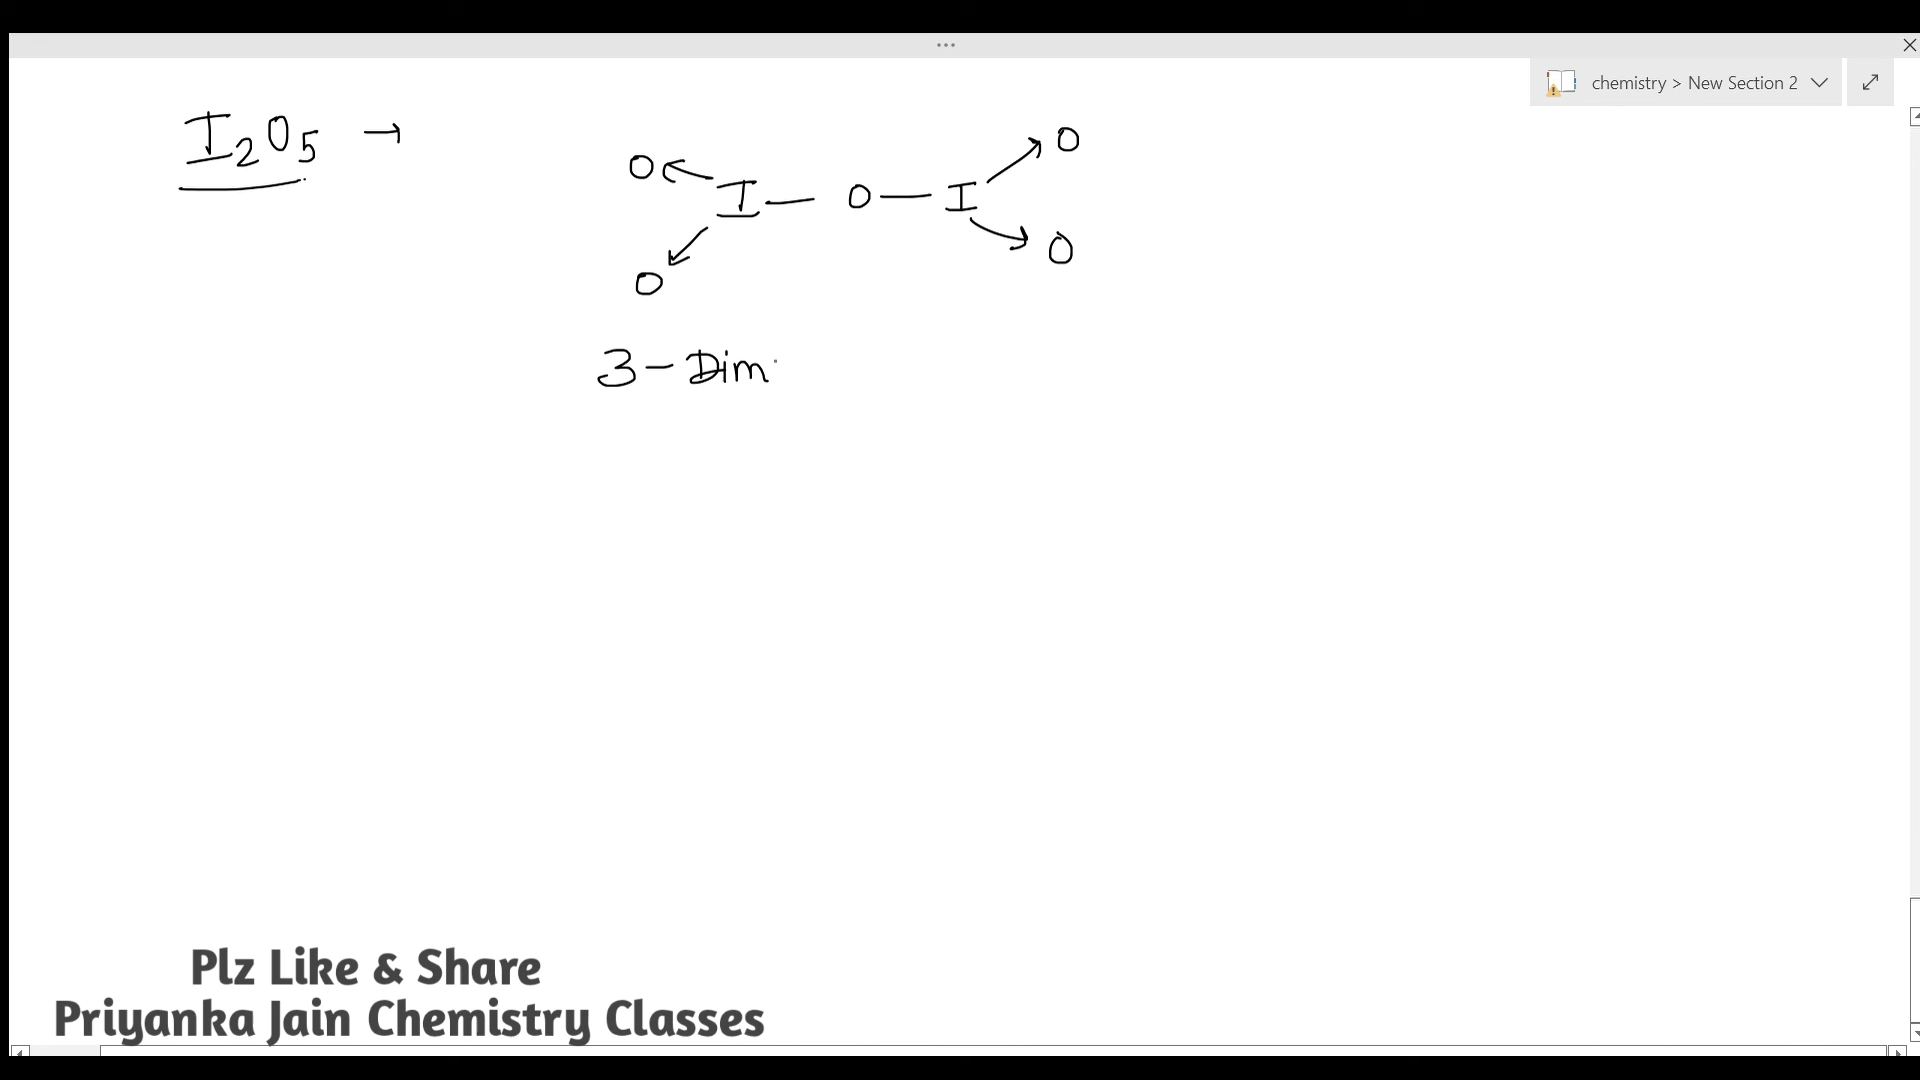 chemistry > New Section 2
I₂O₅ →
O I — O — I O
O O
3 - Dim
Plz Like & Share
Priyanka Jain Chemistry Classes